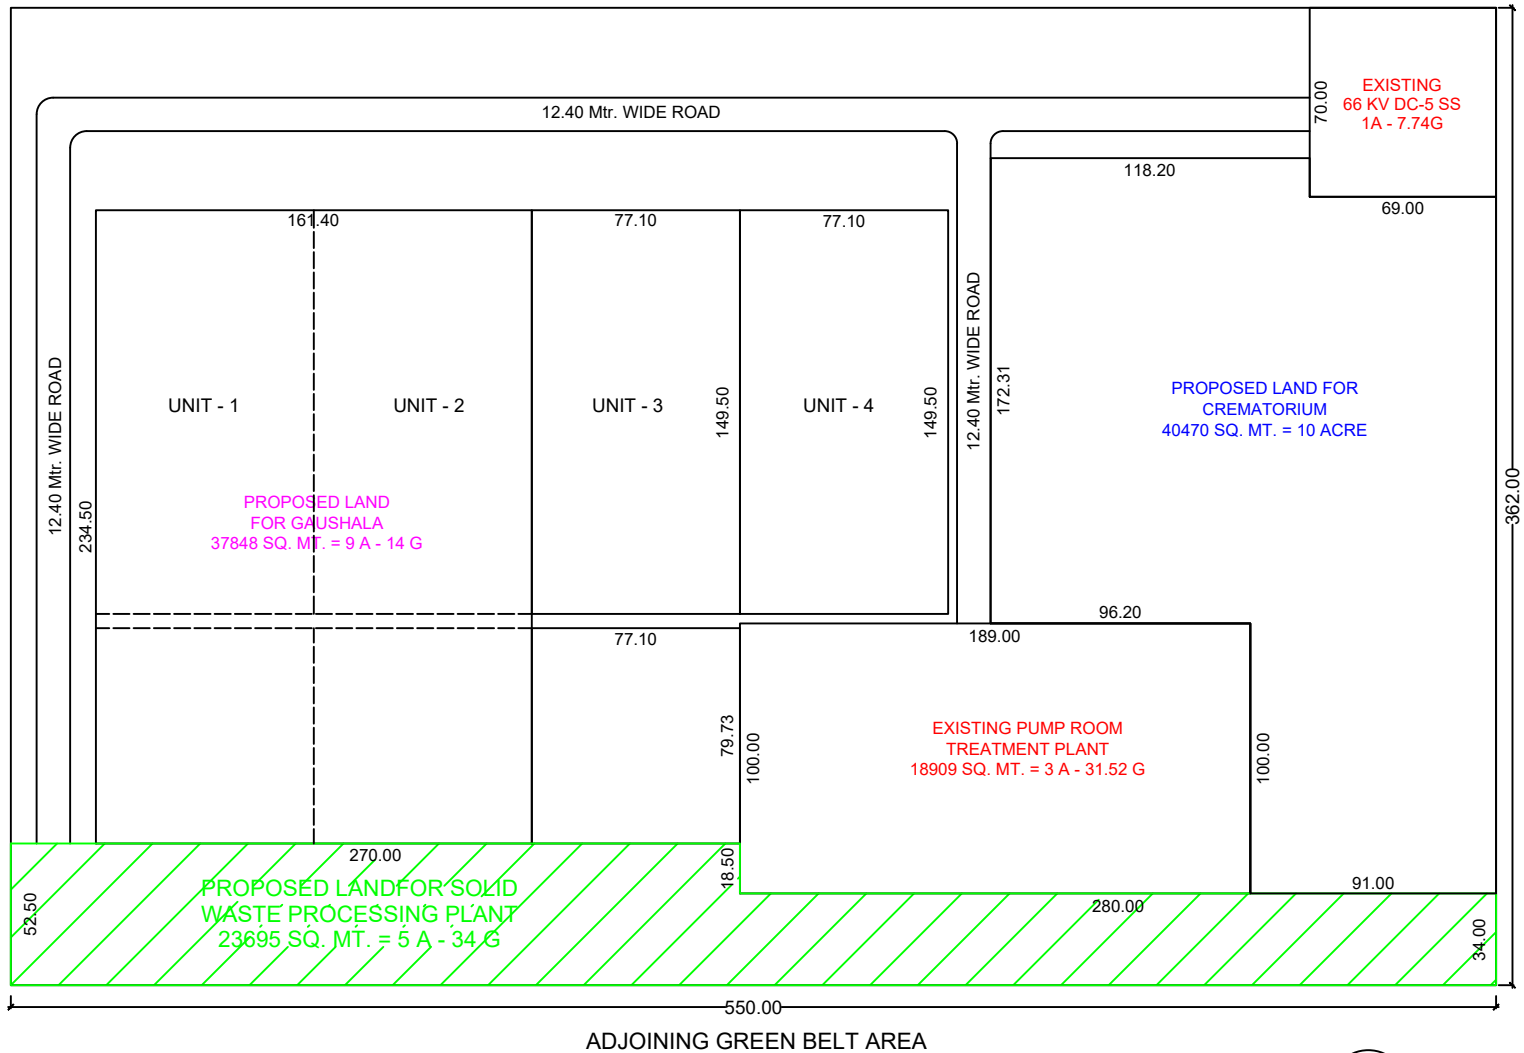 EXISTING
66 KV DC-5 SS
1A - 7.74G
70.00
12.40 Mtr. WIDE ROAD
118.20
69.00
161.40
77.10
77.10
12.40 Mtr. WIDE ROAD
234.50
UNIT - 1
UNIT - 2
UNIT - 3
149.50
UNIT - 4
149.50
12.40 Mtr. WIDE ROAD
172.31
PROPOSED LAND FOR
CREMATORIUM
40470 SQ. MT. = 10 ACRE
362.00
PROPOSED LAND
FOR GAUSHALA
37848 SQ. MT. = 9 A - 14 G
96.20
77.10
189.00
79.73
100.00
EXISTING PUMP ROOM
TREATMENT PLANT
18909 SQ. MT. = 3 A - 31.52 G
100.00
270.00
18.50
91.00
280.00
52.50
PROPOSED LANDFOR SOLID
WASTE PROCESSING PLANT
23695 SQ. MT. = 5 A - 34 G
34.00
550.00
ADJOINING GREEN BELT AREA